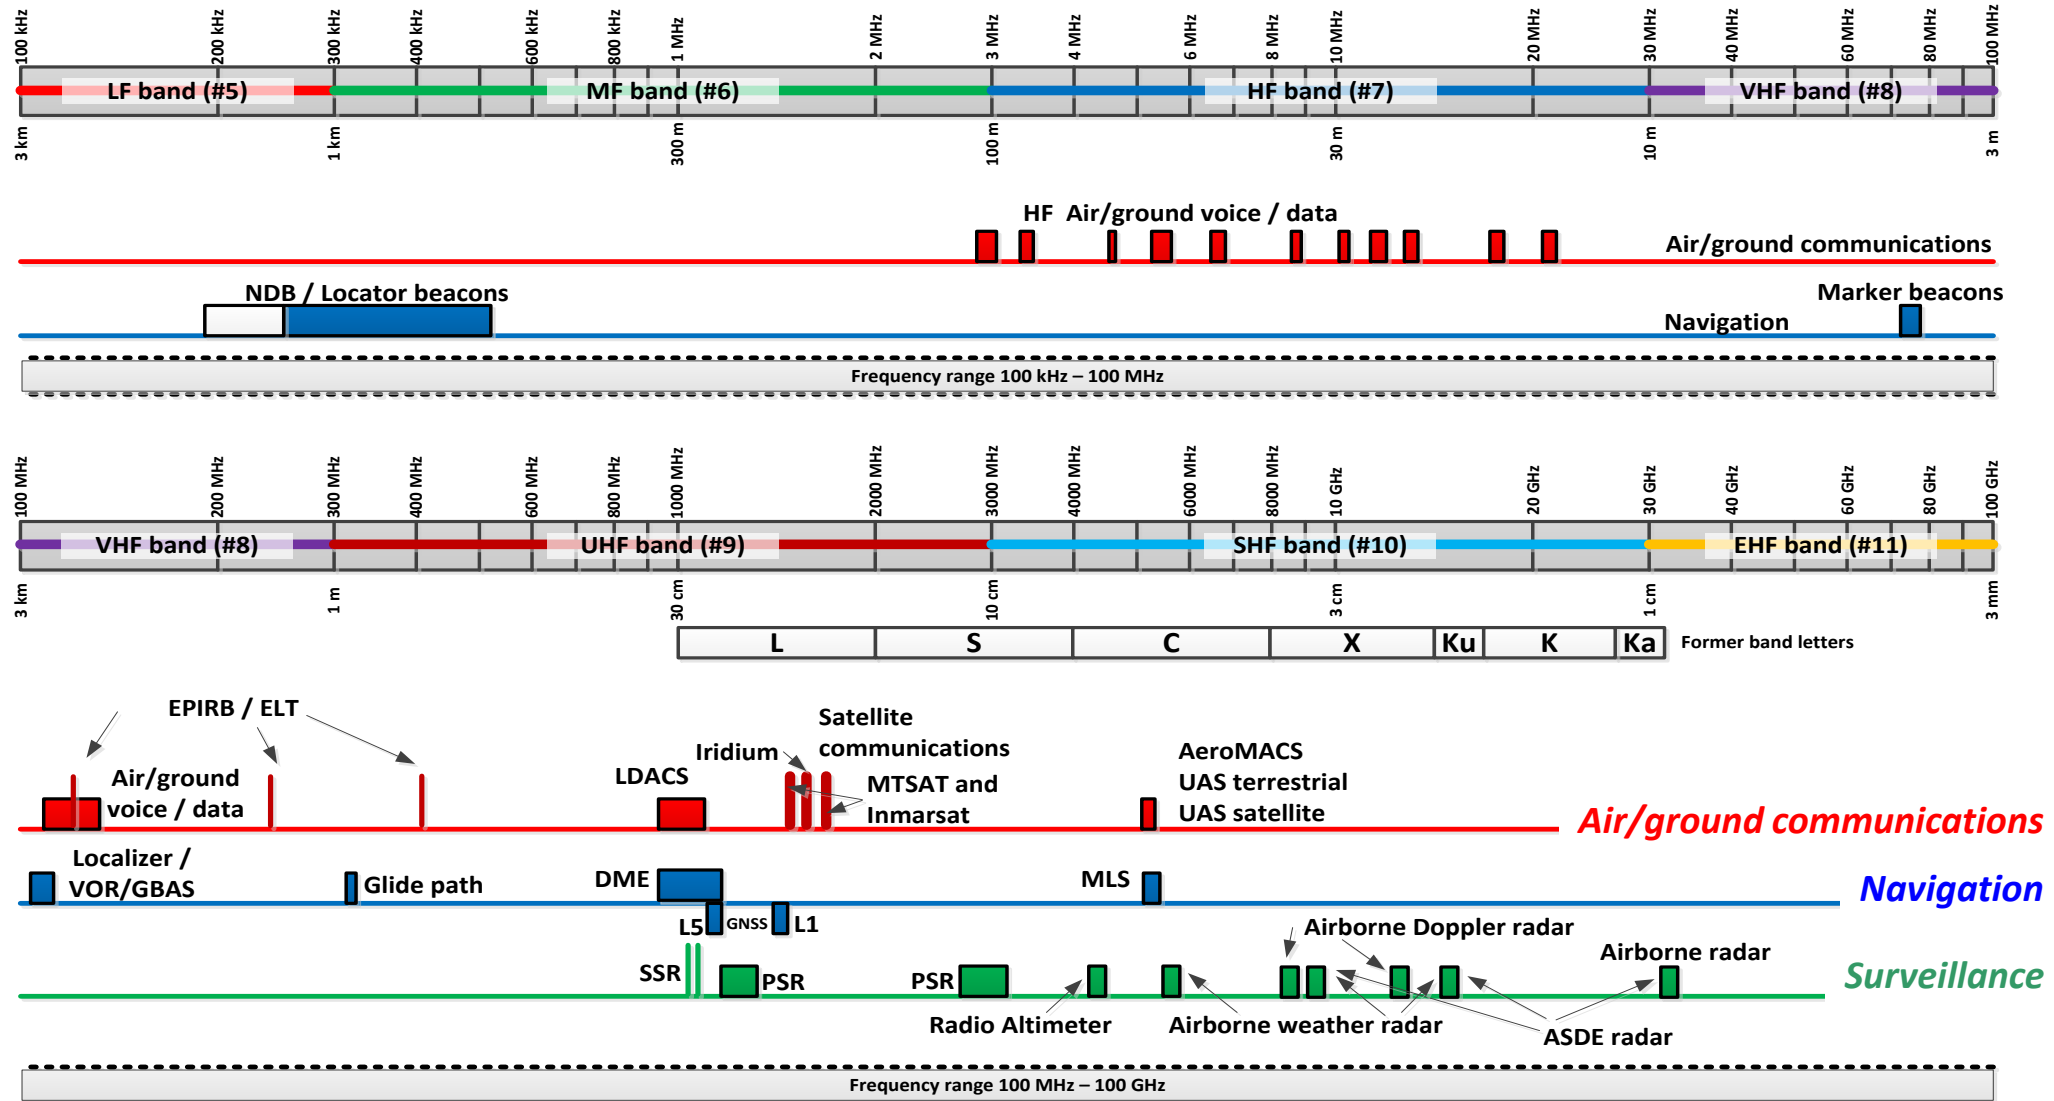 100 kHz
200 kHz
300 kHz
400 kHz
600 kHz
800 kHz
1 MHz
2 MHz
3 MHz
4 MHz
6 MHz
8 MHz
10 MHz
20 MHz
30 MHz
40 MHz
60 MHz
80 MHz
100 MHz
LF band (#5)
MF band (#6)
HF band (#7)
VHF band (#8)
3 km
1 km
300 m
100 m
30 m
10 m
3 m
HF Air/ground voice / data
Air/ground communications
NDB / Locator beacons
Marker beacons
Navigation
Frequency range 100 kHz – 100 MHz
100 MHz
200 MHz
300 MHz
400 MHz
600 MHz
800 MHz
1000 MHz
2000 MHz
3000 MHz
4000 MHz
6000 MHz
8000 MHz
10 GHz
20 GHz
30 GHz
40 GHz
60 GHz
80 GHz
100 GHz
VHF band (#8)
UHF band (#9)
SHF band (#10)
EHF band (#11)
3 km
1 m
30 cm
10 cm
3 cm
1 cm
3 mm
L
S
C
X
Ku
K
Ka
Former band letters
EPIRB / ELT
Air/ground
voice / data
LDACS
Iridium
Satellite
communications
MTSAT and
Inmarsat
AeroMACS
UAS terrestrial
UAS satellite
Air/ground communications
Localizer /
VOR/GBAS
Glide path
DME
MLS
Navigation
L5
GNSS
L1
SSR
PSR
PSR
Airborne Doppler radar
Airborne radar
Surveillance
Radio Altimeter
Airborne weather radar
ASDE radar
Frequency range 100 MHz – 100 GHz